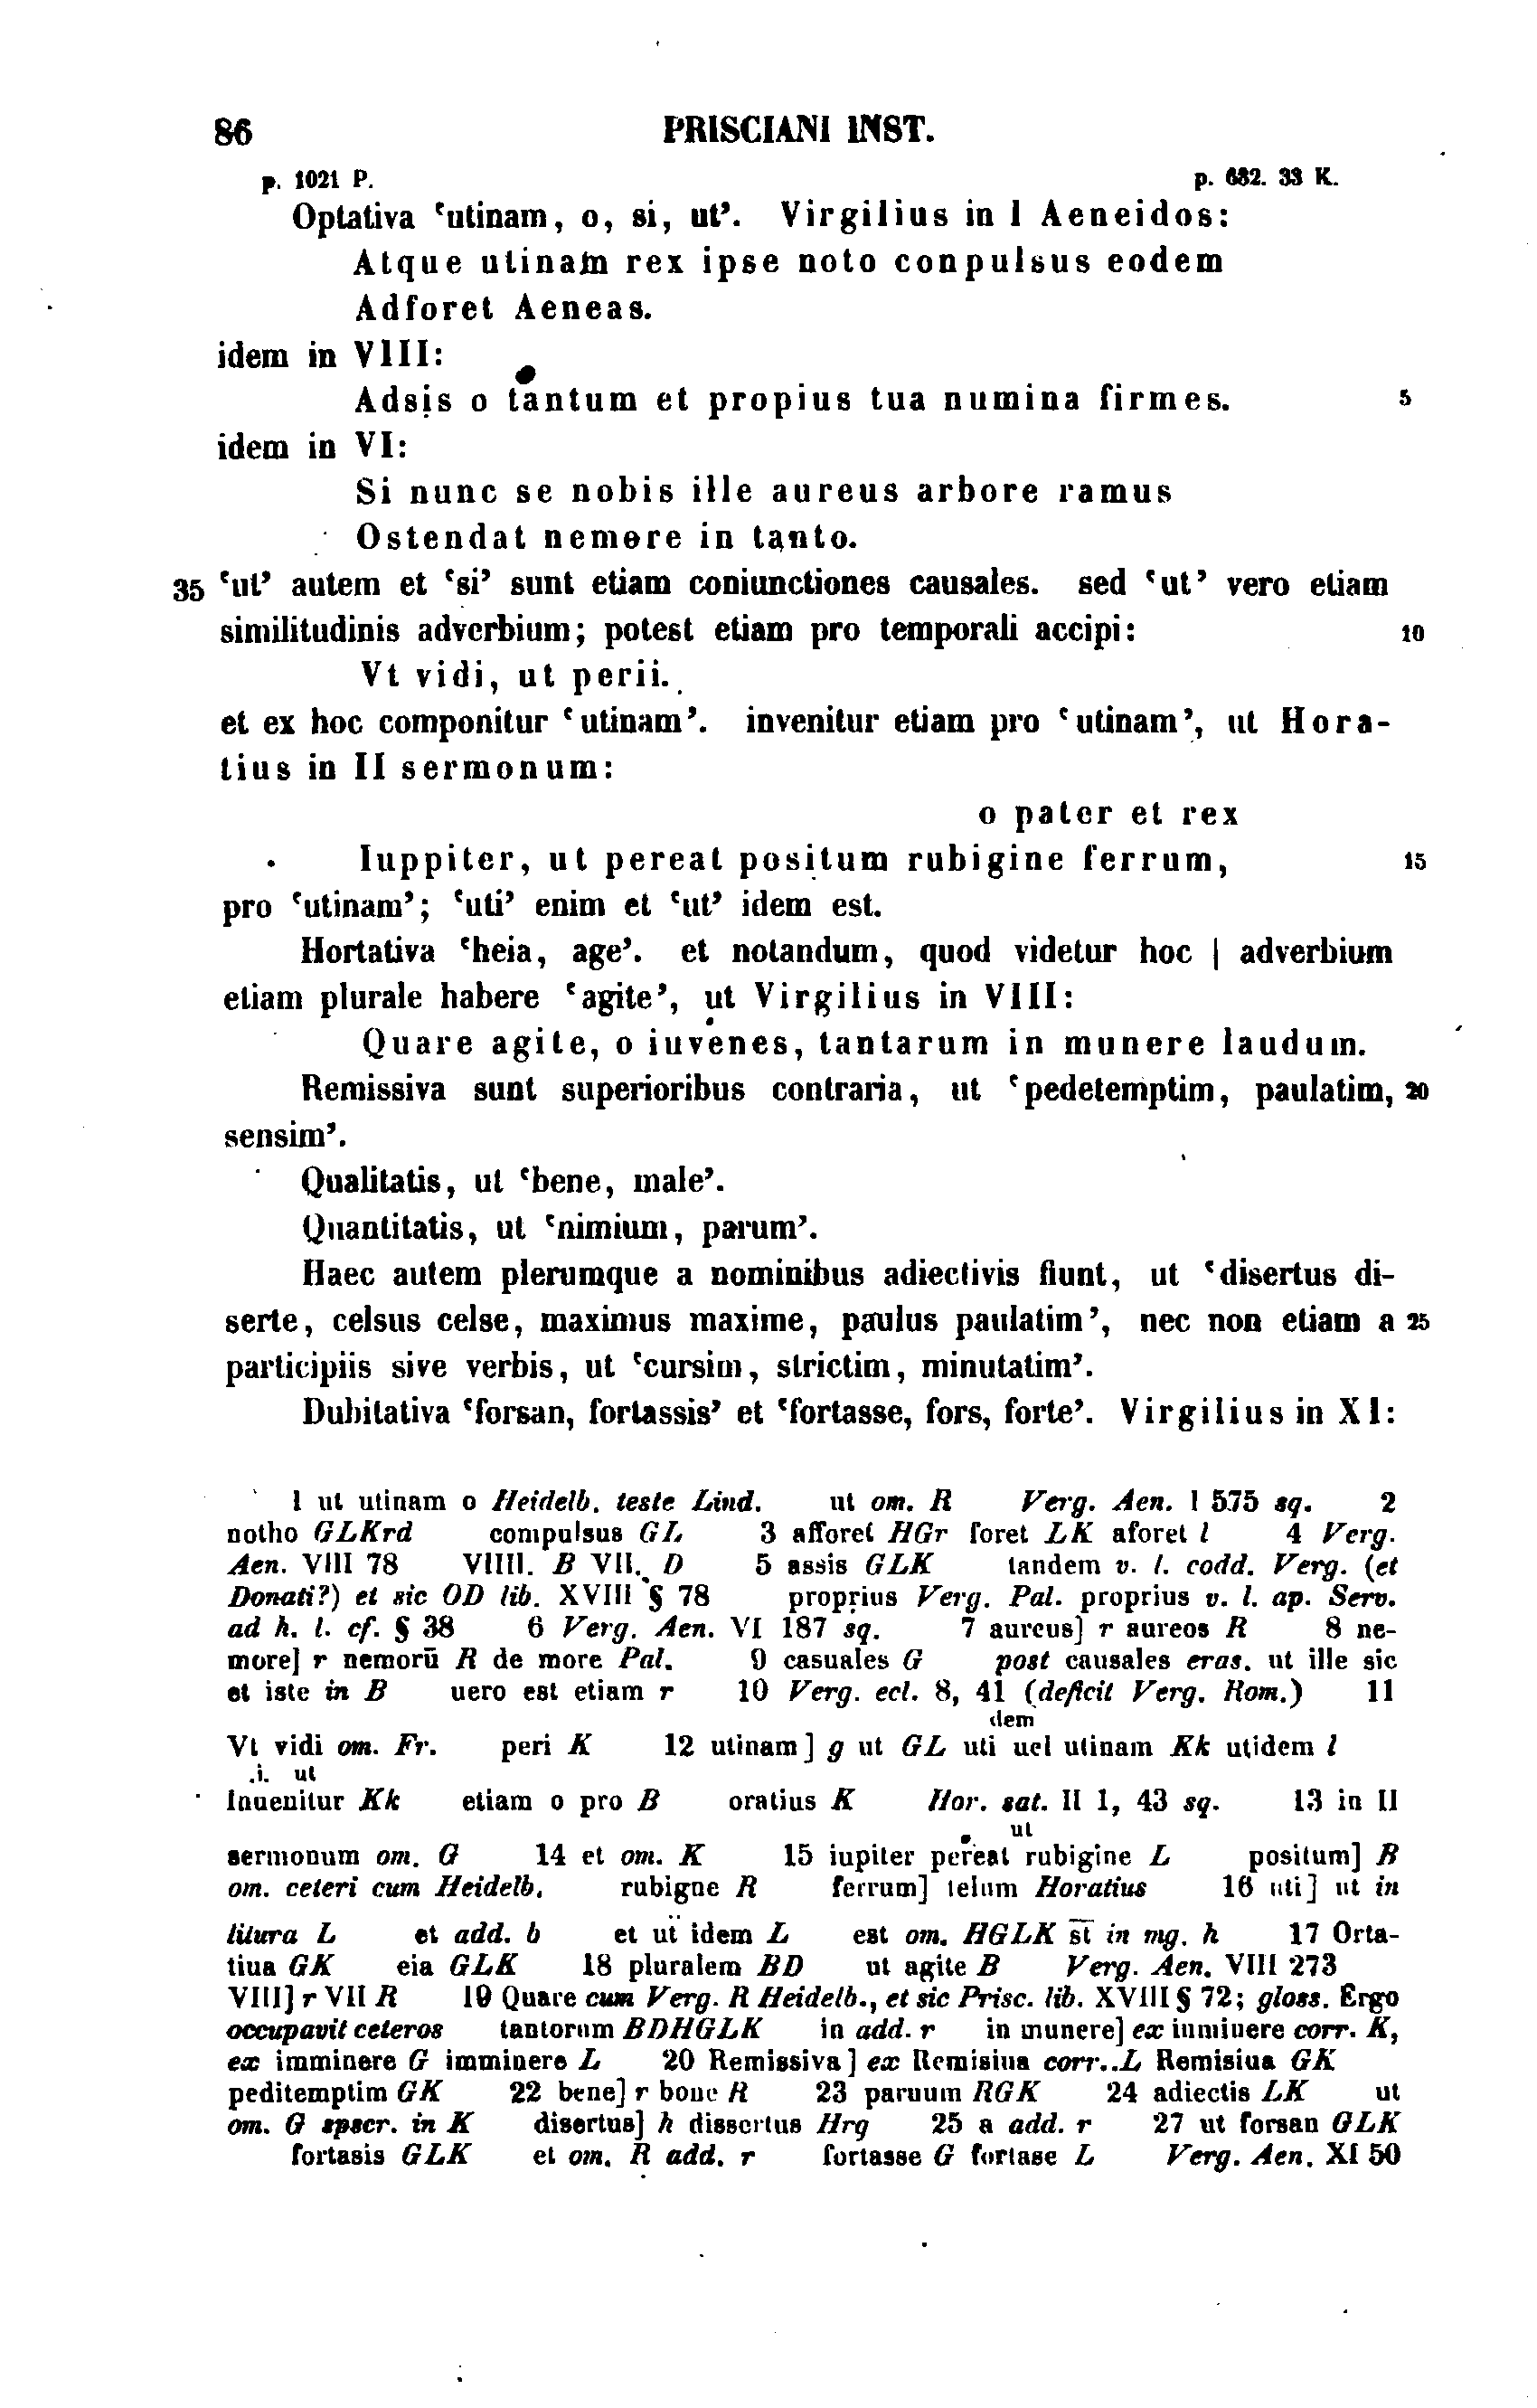 86 PRISCIANI INST.
p. 1021 P. p. 682. 33 K.
Optativa ‘utinam, o, si, ut’. Virgilius in I Aeneidos:
Atque utinam rex ipse noto conpulsus eodem
Adforet Aeneas.
idem in VIII:
Adsis o tantum et propius tua numina firmes. 5
idem in VI:
Si nunc se nobis ille aureus arbore ramus
Ostendat nemore in tanto.
35 ‘ut’ autem et ‘si’ sunt etiam coniunctiones causales. sed ‘ut’ vero etiam
similitudinis adverbium; potest etiam pro temporali accipi: 10
Vt vidi, ut perii.
et ex hoc componitur ‘utinam’. invenitur etiam pro ‘utinam’, ut Hora-
tius in II sermonum:
o pater et rex
Iuppiter, ut pereat positum rubigine ferrum, 15
pro ‘utinam’; ‘uti’ enim et ‘ut’ idem est.
Hortativa ‘heia, age’. et notandum, quod videtur hoc | adverbium
etiam plurale habere ‘agite’, ut Virgilius in VIII:
Quare agite, o iuvenes, tantarum in munere laudum.
Remissiva sunt superioribus contraria, ut ‘pedetemptim, paulatim, 20
sensim’.
Qualitatis, ut ‘bene, male’.
Quantitatis, ut ‘nimium, parum’.
Haec autem plerumque a nominibus adiectivis fiunt, ut ‘disertus di-
serte, celsus celse, maximus maxime, paulus paulatim’, nec non etiam a 25
participiis sive verbis, ut ‘cursim, strictim, minutatim’.
Dubitativa ‘forsan, fortassis’ et ‘fortasse, fors, forte’. Virgilius in XI:
1 ut utinam o Heidelb. teste Lind. ut om. R Verg. Aen. I 575 sq. 2
notho GLKrd compulsus GL 3 afforet HGr foret LK aforet l 4 Verg.
Aen. VIII 78 VIIII. B VII. D 5 assis GLK tandem v. l. codd. Verg. (et
Donati?) et sic OD lib. XVIII § 78 proprius Verg. Pal. proprius v. l. ap. Serv.
ad h. l. cf. § 38 6 Verg. Aen. VI 187 sq. 7 aureus] r aureos R 8 ne-
more] r nemorū R de more Pal. 9 casuales G post causales eras. ut ille sic
et iste in B uero est etiam r 10 Verg. ecl. 8, 41 (deficit Verg. Rom.) 11
dem
Vt vidi om. Fr. peri K 12 utinam] g ut GL uti uel utinam Kk utidem l
.i. ut
Inuenitur Kk etiam o pro B oratius K Hor. sat. II 1, 43 sq. 13 in II
ut
sermonum om. G 14 et om. K 15 iupiter pereat rubigine L positum] B
om. ceteri cum Heidelb. rubigne R ferrum] telum Horatius 16 uti] ut in
litura L et add. b et ut idem L est om. HGLK st in mg. h 17 Orta-
tiua GK eia GLK 18 pluralem BD ut agite B Verg. Aen. VIII 273
VIII] r VII R 19 Quare cum Verg. R Heidelb., et sic Prisc. lib. XVIII § 72; gloss. Ergo
occupavit ceteros tantorum BDHGLK in add. r in munere] ex inmiuere corr. K,
ex imminere G imminere L 20 Remissiva] ex Remisiua corr. L Remisiua GK
peditemptim GK 22 bene] r boue R 23 paruum RGK 24 adiectis LK ut
om. G spscr. in K disertus] h dissertus Hrg 25 a add. r 27 ut forsan GLK
fortasis GLK et om. R add. r fortasse G fortase L Verg. Aen. XI 50